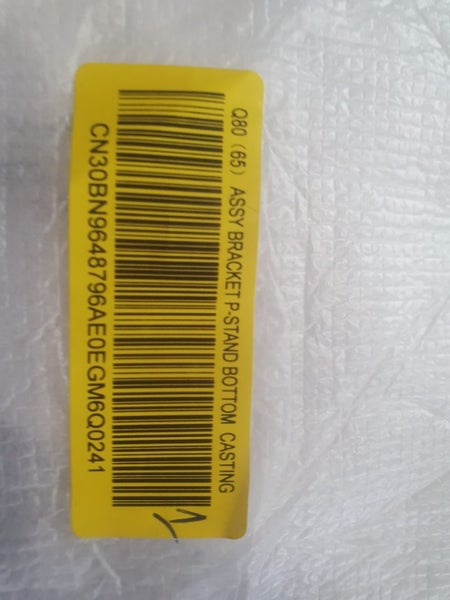 Q80 (65) ASSY BRACKET P-STAND BOTTOM CASTING
CN30BN9648796AE0EGM6Q0241